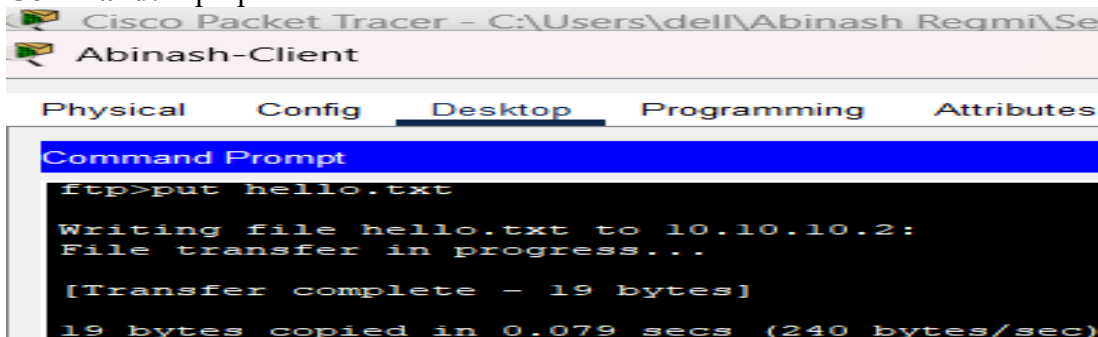 Cisco Packet Tracer - C:\Users\dell\Abinash Regmi\Se
Abinash-Client
Physical Config Desktop Programming Attributes
Command Prompt
ftp>put hello.txt
Writing file hello.txt to 10.10.10.2:
File transfer in progress...
[Transfer complete - 19 bytes]
19 bytes copied in 0.079 secs (240 bytes/sec)